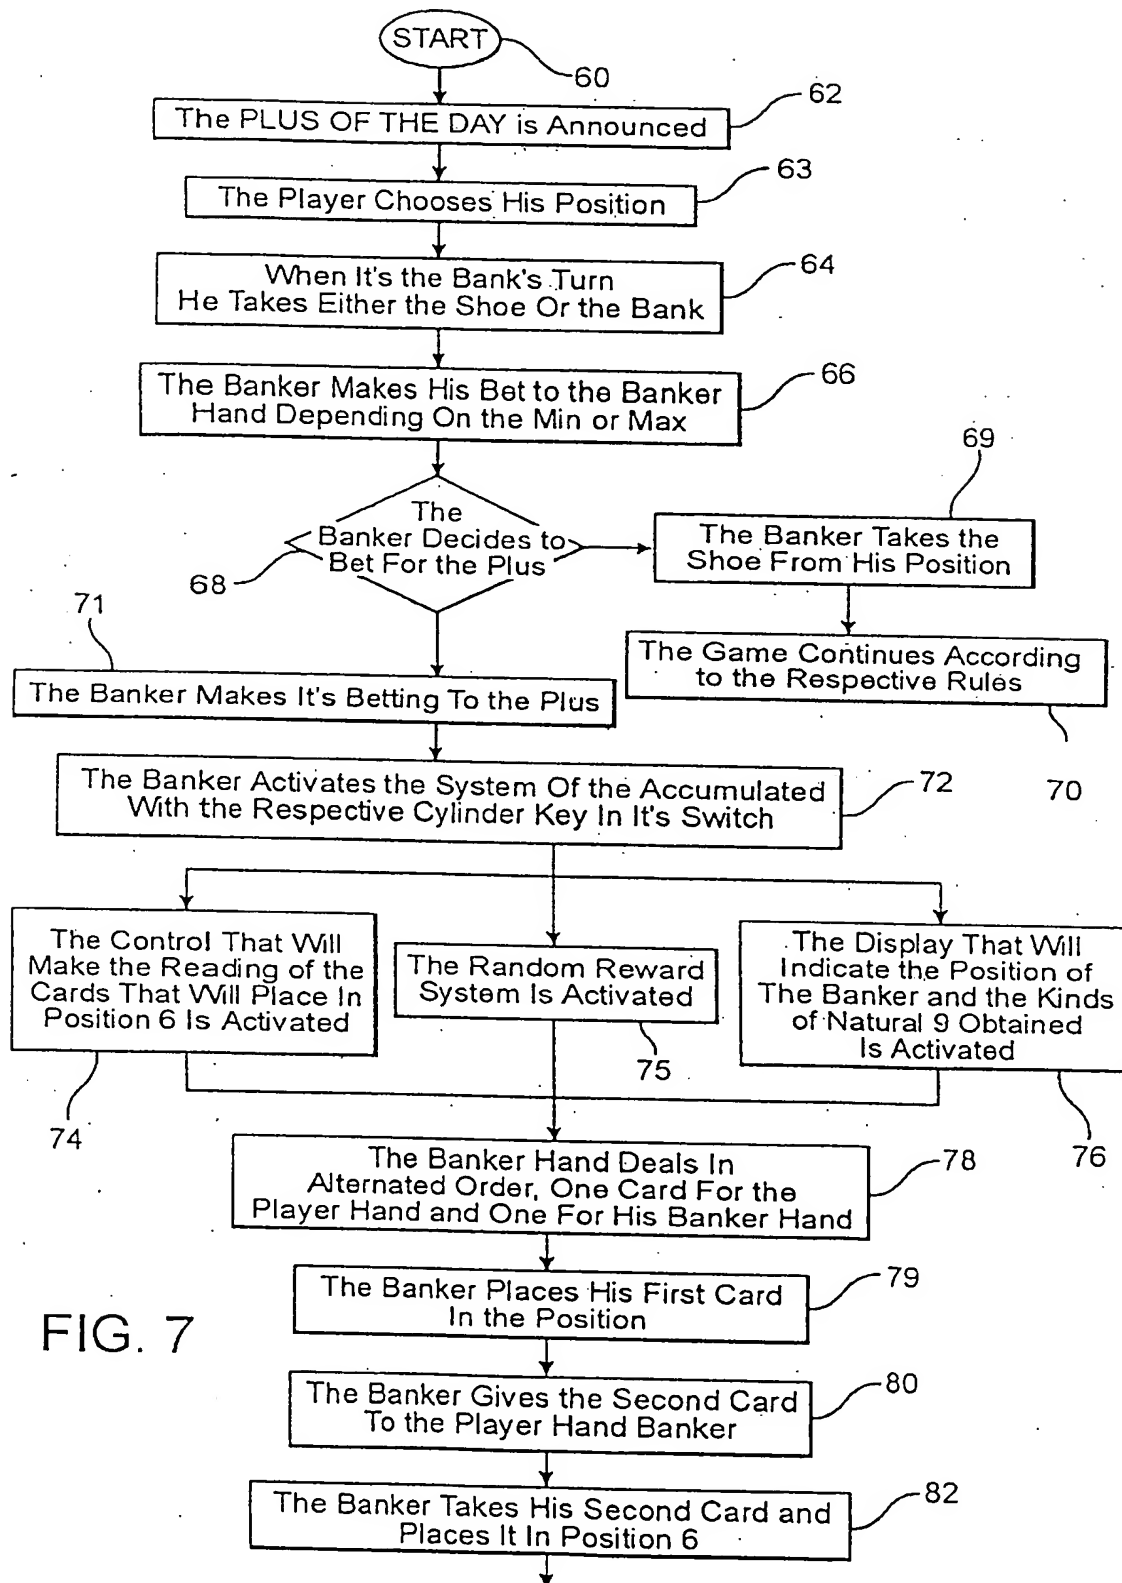 START
60
The PLUS OF THE DAY is Announced
62
The Player Chooses His Position
63
When It's the Bank's Turn
He Takes Either the Shoe Or the Bank
64
The Banker Makes His Bet to the Banker
Hand Depending On the Min or Max
66
The
Banker Decides to
Bet For the Plus
68
69
The Banker Takes the
Shoe From His Position
The Game Continues According
to the Respective Rules
70
71
The Banker Makes It's Betting To the Plus
The Banker Activates the System Of the Accumulated
With the Respective Cylinder Key In It's Switch
72
The Control That Will
Make the Reading of the
Cards That Will Place In
Position 6 Is Activated
74
The Random Reward
System Is Activated
75
The Display That Will
Indicate the Position of
The Banker and the Kinds
of Natural 9 Obtained
Is Activated
76
The Banker Hand Deals In
Alternated Order, One Card For the
Player Hand and One For His Banker Hand
78
The Banker Places His First Card
In the Position
79
The Banker Gives the Second Card
To the Player Hand Banker
80
The Banker Takes His Second Card and
Places It In Position 6
82
FIG. 7